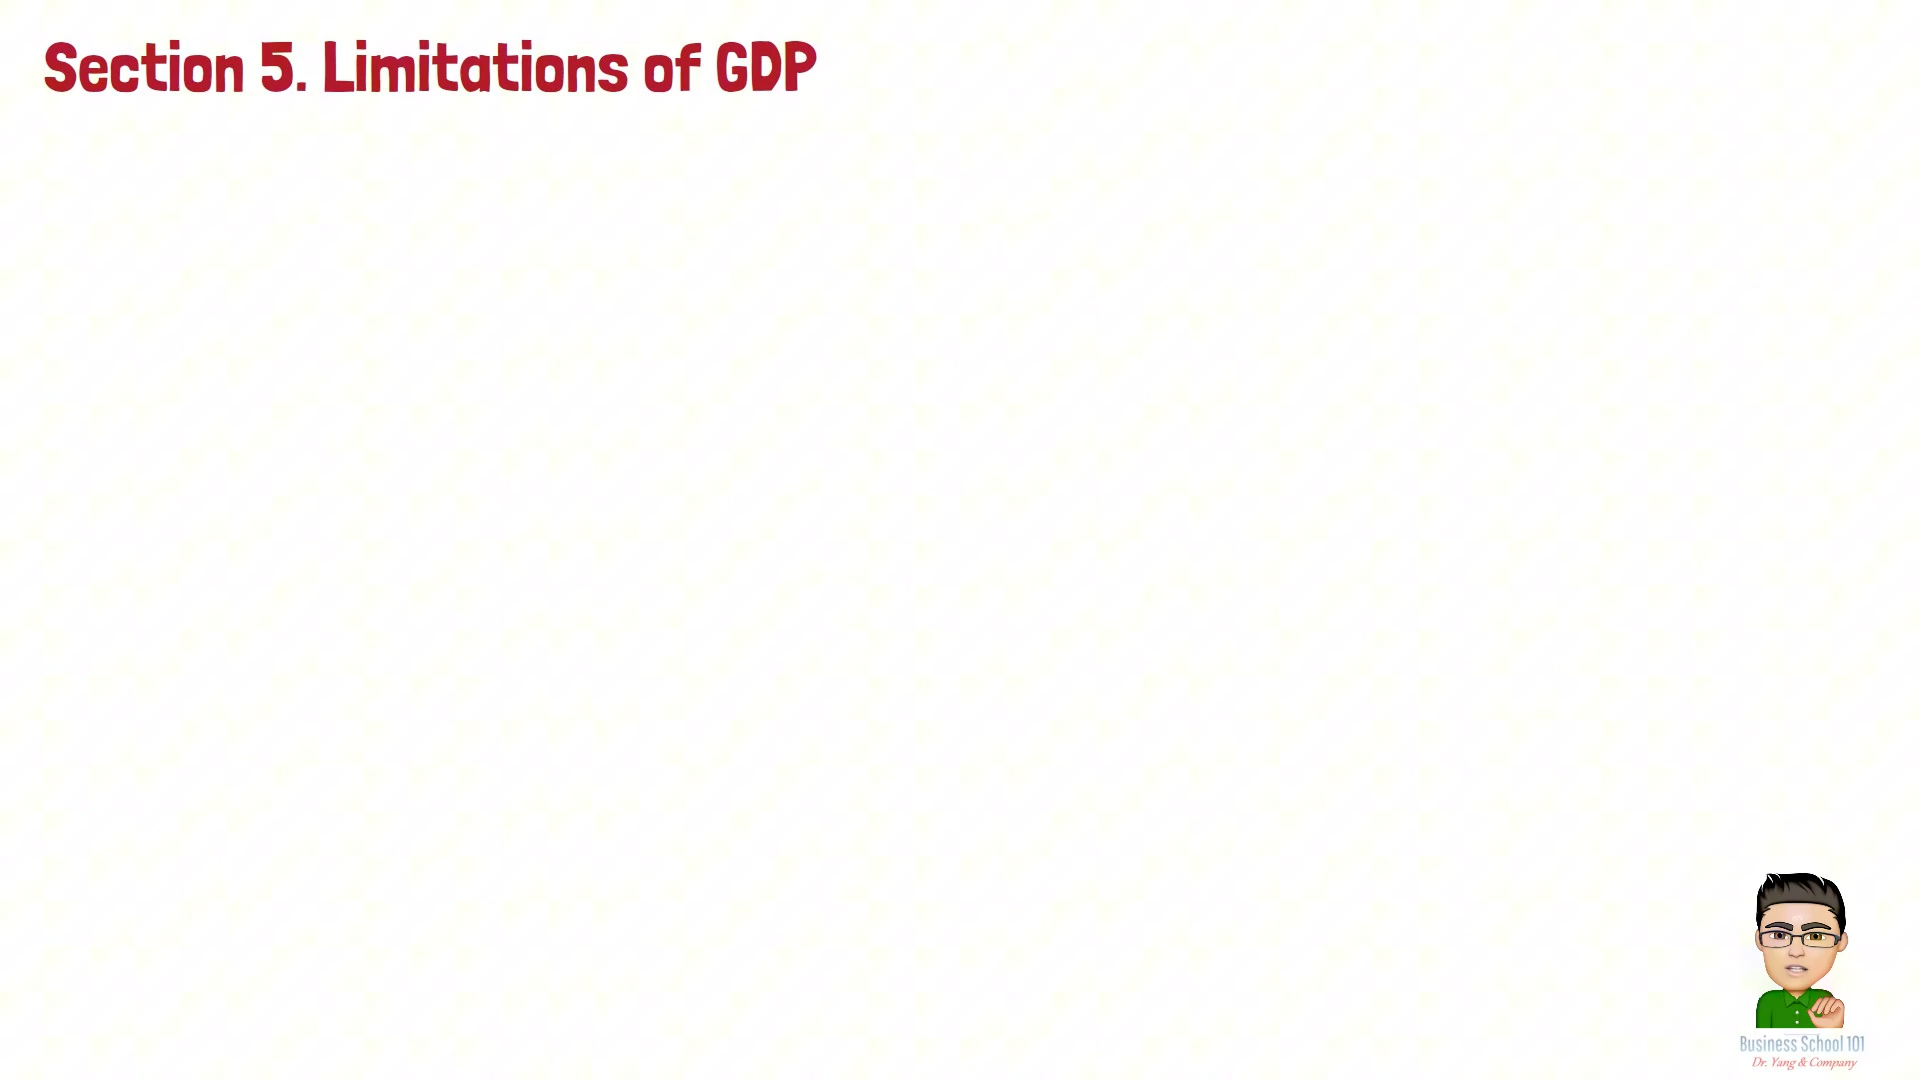 Section 5. Limitations of GDP
Business School 101
Dr. Yang & Company